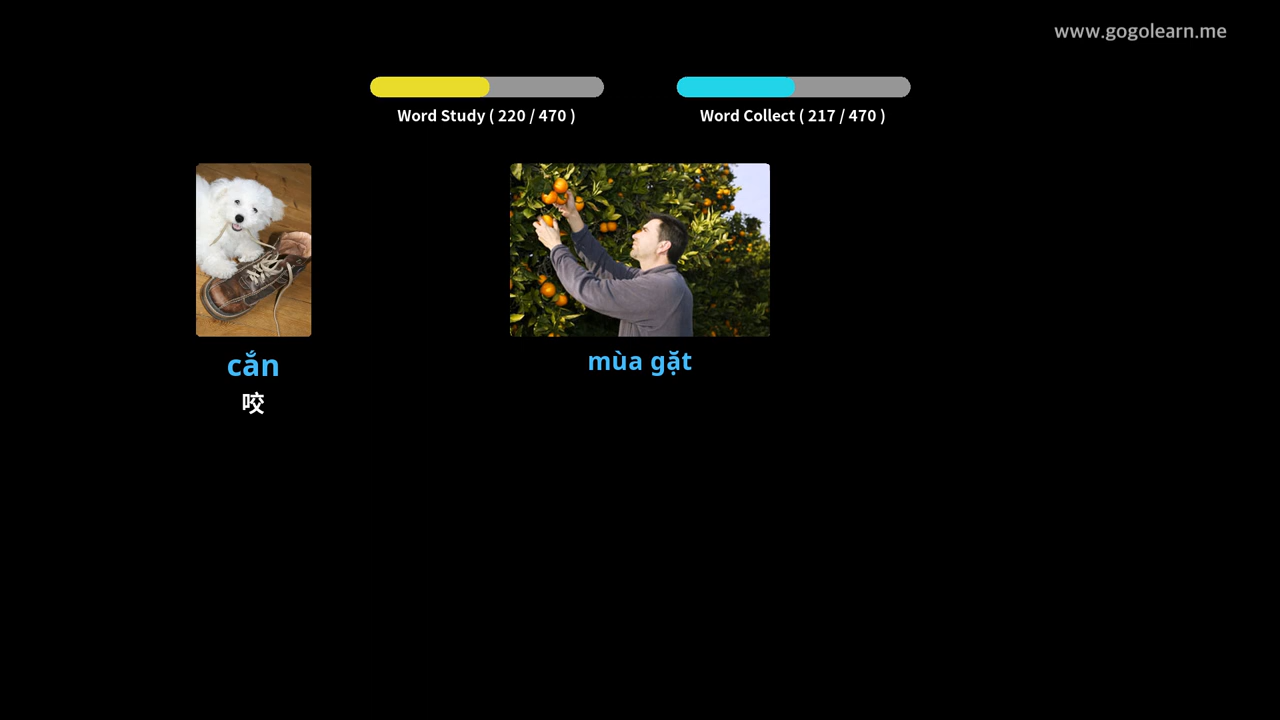 www.gogolearn.me
Word Study ( 220 / 470 )
Word Collect ( 217 / 470 )
cắn
咬
mùa gặt